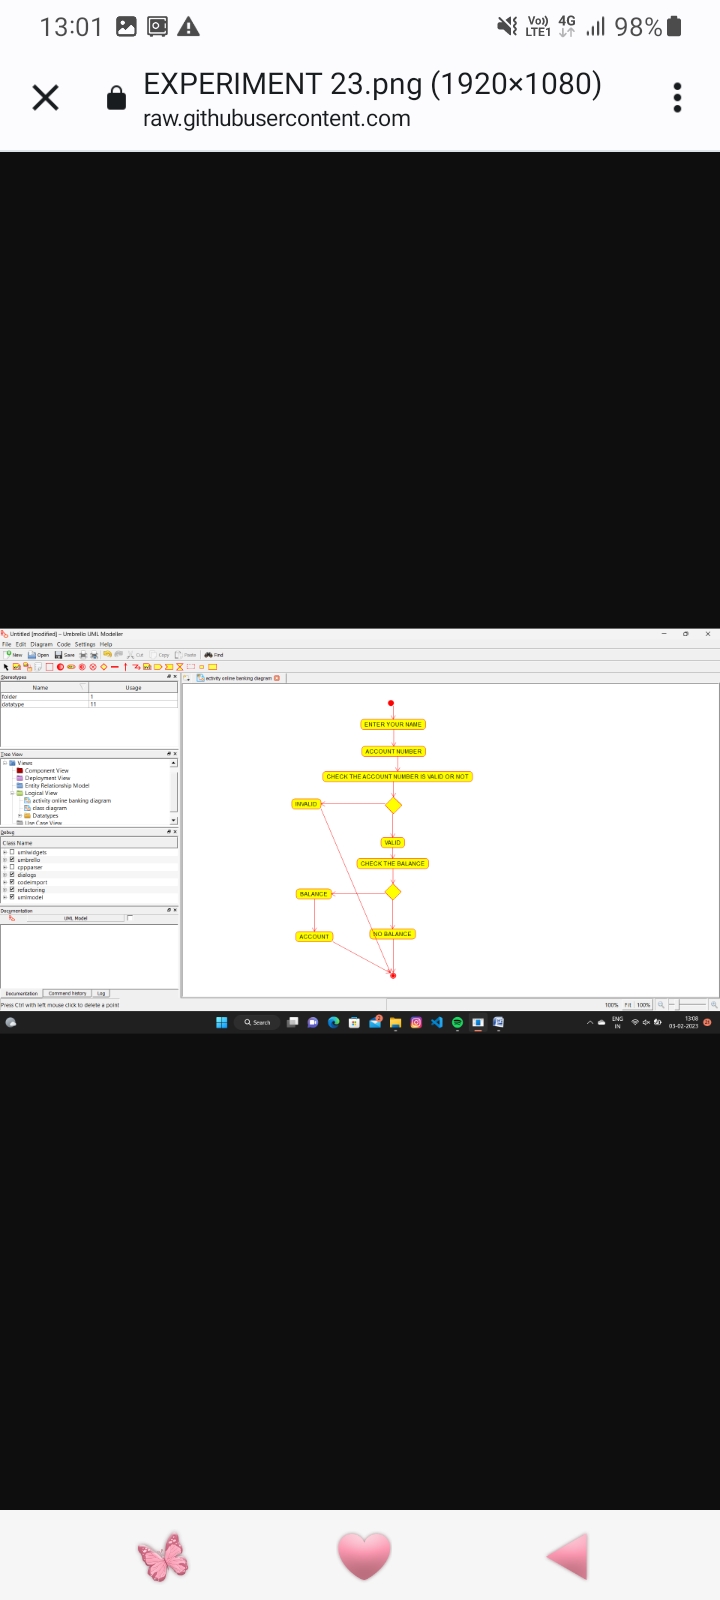 13:01 Vo)) LTE1 4G 98%
EXPERIMENT 23.png (1920×1080)
raw.githubusercontent.com
Untitled [modified] - Umbrello UML Modeller
File Edit Diagram Code Settings Help
New Open Save Cut Copy Paste Find
Stereotypes
activity online banking diagram
Name Usage
folder 1
datatype 11
Tree View
Views
Component View
Deployment View
Entity Relationship Model
Logical View
activity online banking diagram
class diagram
Datatypes
Use Case View
Debug
Class Name
umlwidgets
umbrello
cppparser
dialogs
codeimport
refactoring
umlmodel
Documentation
UML Model
Documentation Command history Log
Press Ctrl with left mouse click to delete a point
100% Fit 100%
ENTER YOUR NAME
ACCOUNT NUMBER
CHECK THE ACCOUNT NUMBER IS VALID OR NOT
INVALID
VALID
CHECK THE BALANCE
BALANCE
NO BALANCE
ACCOUNT
Search
ENG
IN
13:08
03-02-2023